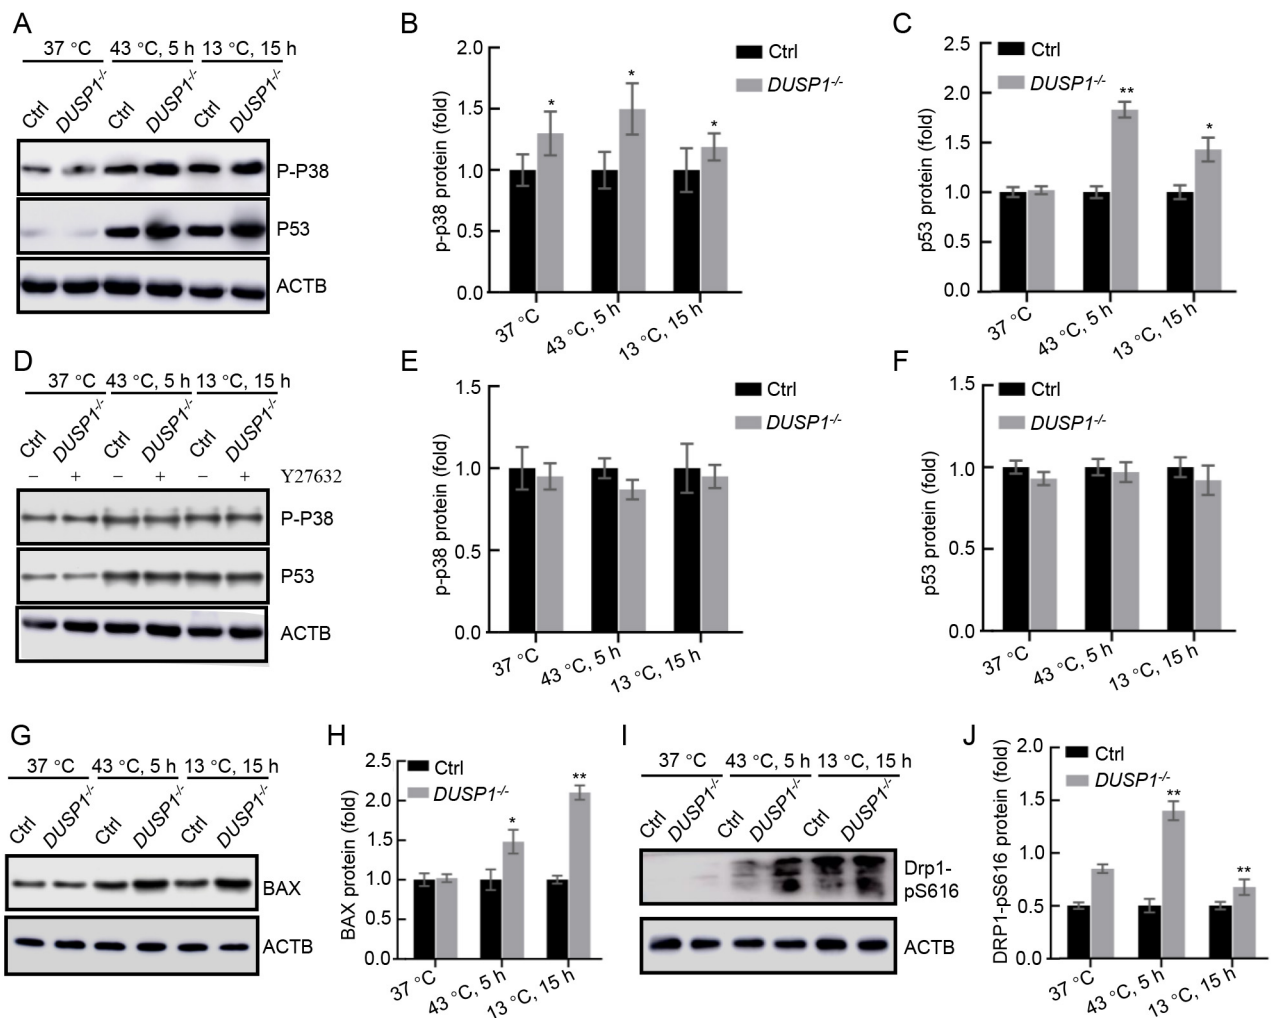 A
37 °C 43 °C, 5 h 13 °C, 15 h
Ctrl DUSP1-/- Ctrl DUSP1-/- Ctrl DUSP1-/-
P-P38
P53
ACTB
B
p-p38 protein (fold)
2.0
1.5
1.0
0.5
0.0
* * *
37 °C 43 °C, 5 h 13 °C, 15 h
Ctrl
DUSP1-/-
C
p53 protein (fold)
2.5
2.0
1.5
1.0
0.5
0.0
** *
37 °C 43 °C, 5 h 13 °C, 15 h
Ctrl
DUSP1-/-
D
37 °C 43 °C, 5 h 13 °C, 15 h
Ctrl DUSP1-/- Ctrl DUSP1-/- Ctrl DUSP1-/-
– + – + – + Y27632
P-P38
P53
ACTB
E
p-p38 protein (fold)
1.5
1.0
0.5
0.0
37 °C 43 °C, 5 h 13 °C, 15 h
Ctrl
DUSP1-/-
F
p53 protein (fold)
1.5
1.0
0.5
0.0
37 °C 43 °C, 5 h 13 °C, 15 h
Ctrl
DUSP1-/-
G
37 °C 43 °C, 5 h 13 °C, 15 h
Ctrl DUSP1-/- Ctrl DUSP1-/- Ctrl DUSP1-/-
BAX
ACTB
H
BAX protein (fold)
2.5
2.0
1.5
1.0
0.5
0.0
* **
37 °C 43 °C, 5 h 13 °C, 15 h
Ctrl
DUSP1-/-
I
37 °C 43 °C, 5 h 13 °C, 15 h
Ctrl DUSP1-/- Ctrl DUSP1-/- Ctrl DUSP1-/-
Drp1-
pS616
ACTB
J
DRP1-pS616 protein (fold)
2.0
1.5
1.0
0.5
0.0
** **
37 °C 43 °C, 5 h 13 °C, 15 h
Ctrl
DUSP1-/-